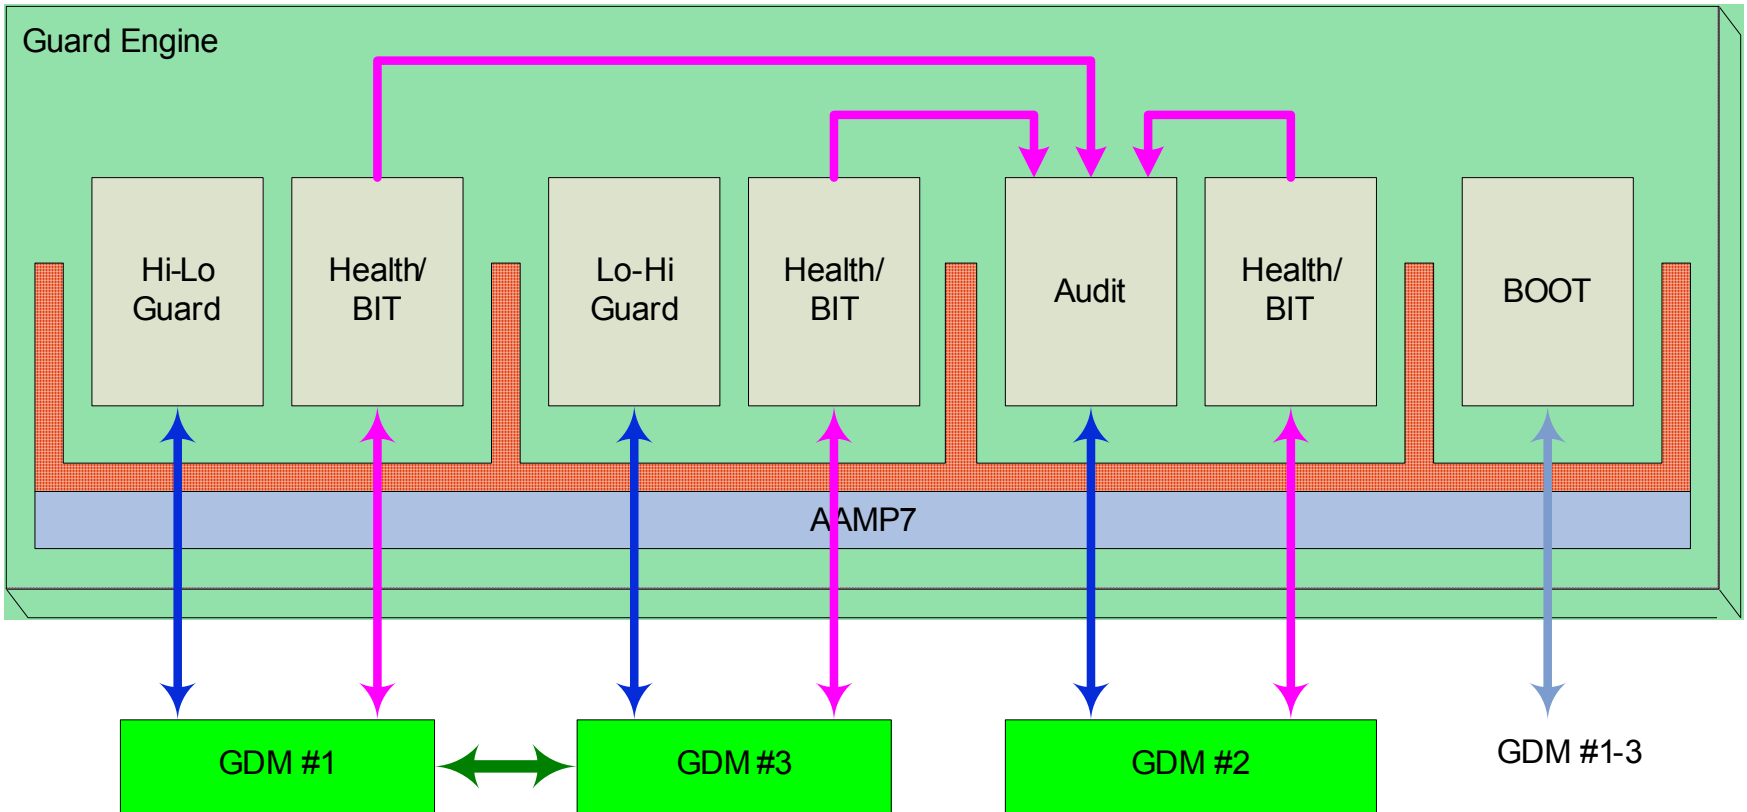 Guard Engine
Hi-Lo
Guard
Health/
BIT
Lo-Hi
Guard
Health/
BIT
Audit
Health/
BIT
BOOT
AAMP7
GDM #1
GDM #3
GDM #2
GDM #1-3